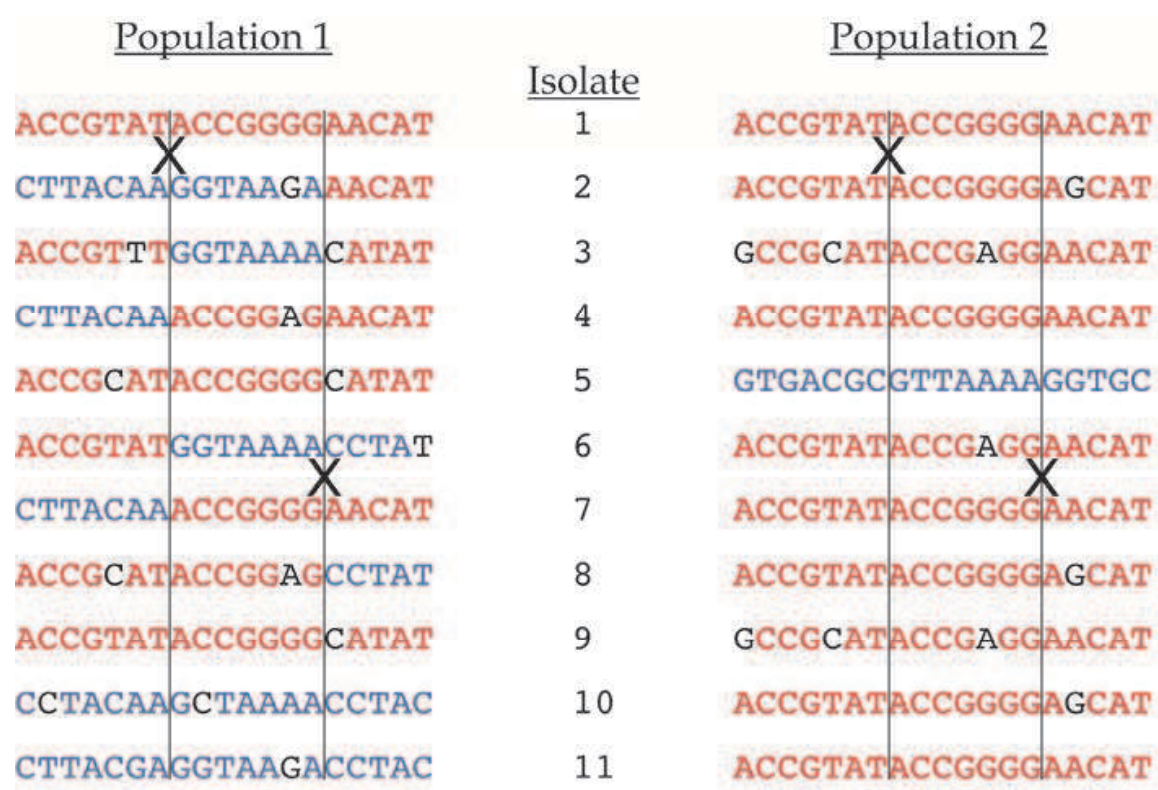 Population 1 Population 2
Isolate
ACCGTATACCGGGGAACAT 1 ACCGTATACCGGGGAACAT
X X
CTTACAAGGTAAGAAACAT 2 ACCGTATACCGGGGAGCAT
ACCGTTTGGTAAAACATAT 3 GCCGCATACCGAGGAACAT
CTTACAAACCGGAGAACAT 4 ACCGTATACCGGGGAACAT
ACCGCATACCGGGGCATAT 5 GTGACGCGTTAAAAGGTGC
ACCGTATGGTAAAACCTAT 6 ACCGTATACCGAGGAACAT
X X
CTTACAAACCGGGGAACAT 7 ACCGTATACCGGGGAACAT
ACCGCATACCGGAGCCTAT 8 ACCGTATACCGGGGAGCAT
ACCGTATACCGGGGCATAT 9 GCCGCATACCGAGGAACAT
CCTACAAGCTAAAACCTAC 10 ACCGTATACCGGGGAGCAT
CTTACGAGGTAAGACCTAC 11 ACCGTATACCGGGGAACAT